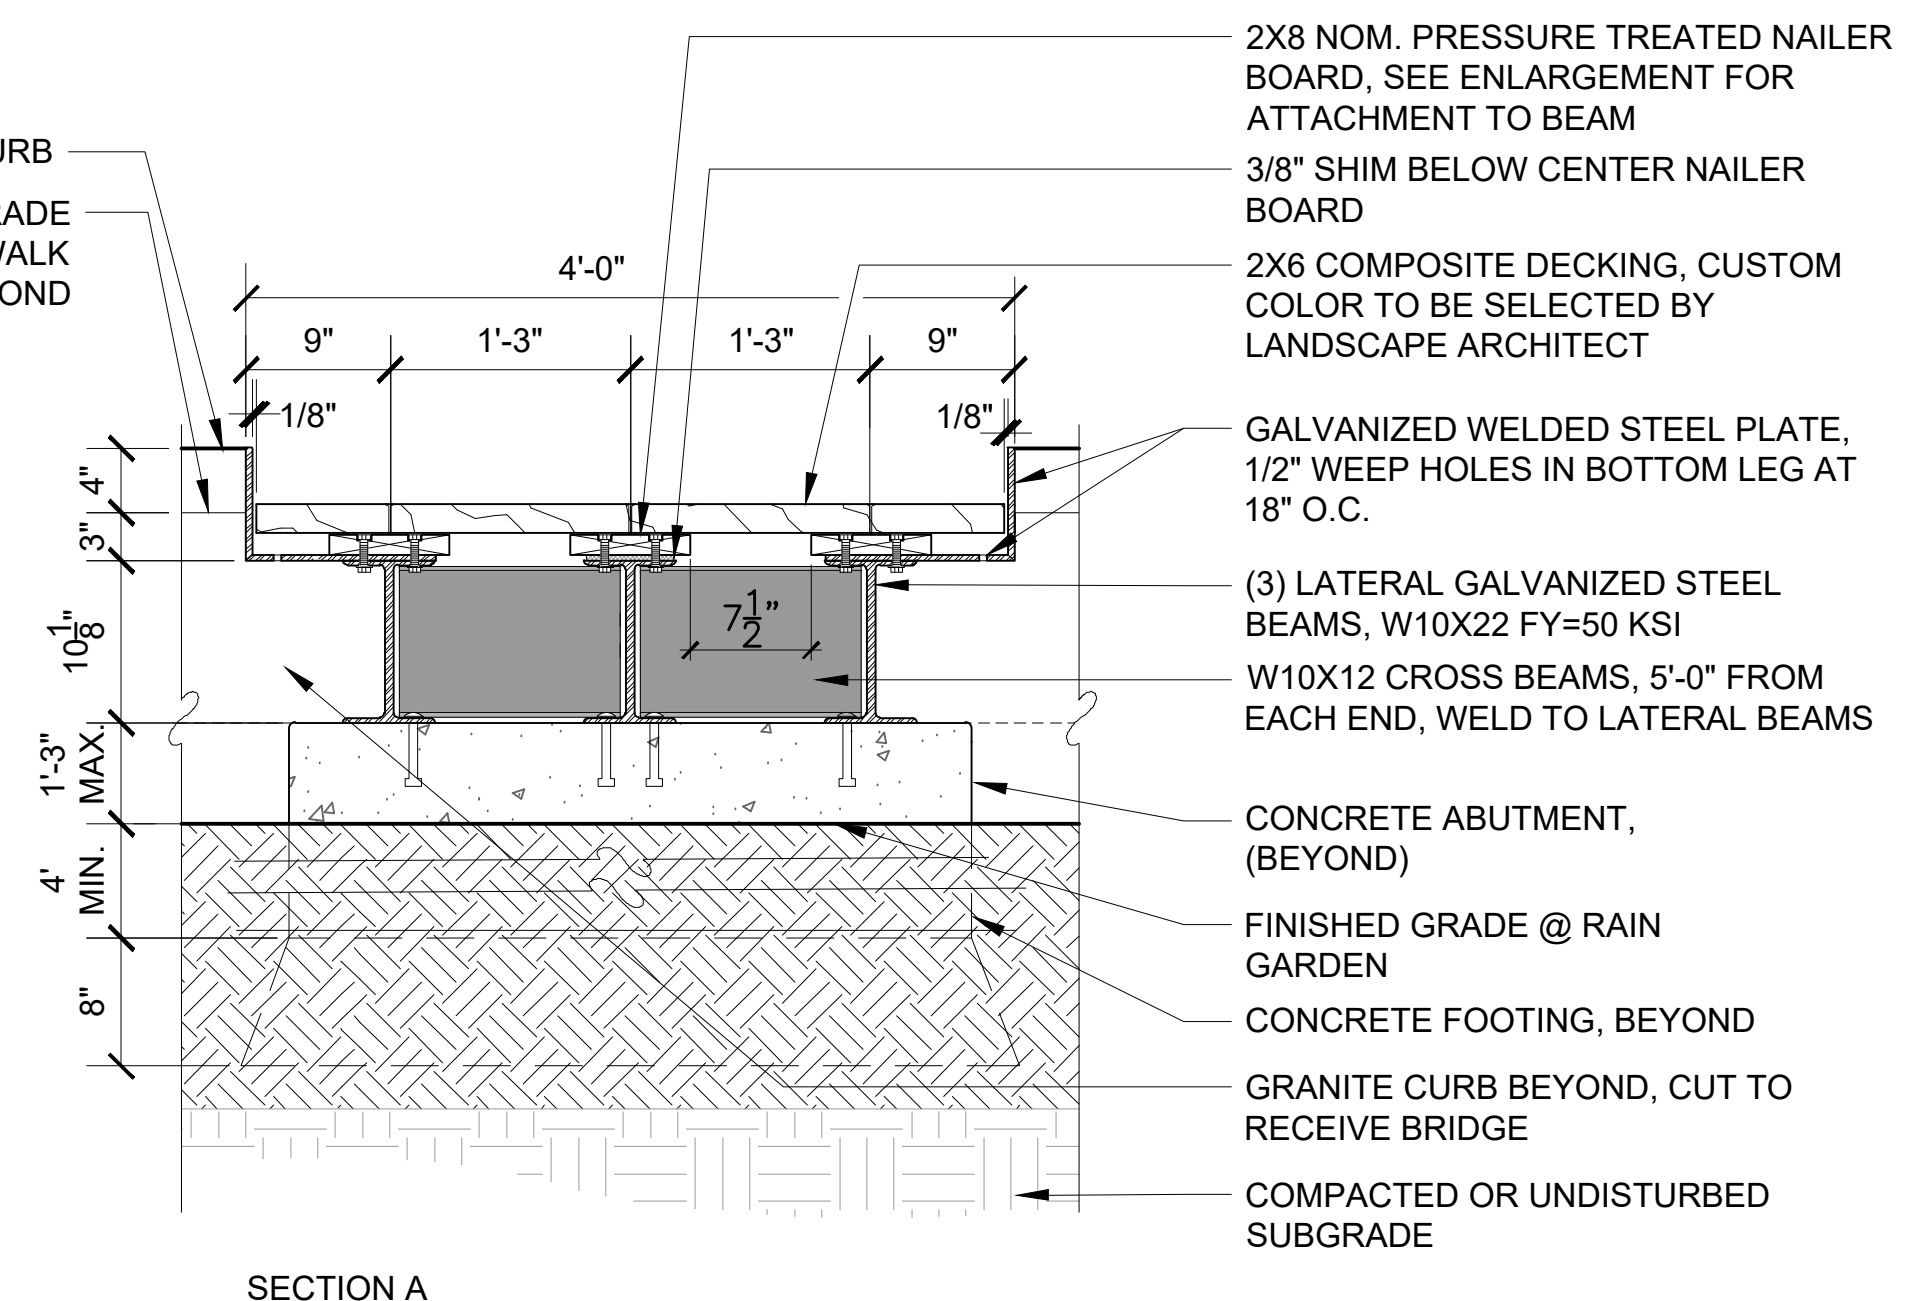 2X8 NOM. PRESSURE TREATED NAILER
BOARD, SEE ENLARGEMENT FOR
ATTACHMENT TO BEAM
3/8" SHIM BELOW CENTER NAILER
BOARD
2X6 COMPOSITE DECKING, CUSTOM
COLOR TO BE SELECTED BY
LANDSCAPE ARCHITECT
GALVANIZED WELDED STEEL PLATE,
1/2" WEEP HOLES IN BOTTOM LEG AT
18" O.C.
(3) LATERAL GALVANIZED STEEL
BEAMS, W10X22 FY=50 KSI
W10X12 CROSS BEAMS, 5'-0" FROM
EACH END, WELD TO LATERAL BEAMS
CONCRETE ABUTMENT,
(BEYOND)
FINISHED GRADE @ RAIN
GARDEN
CONCRETE FOOTING, BEYOND
GRANITE CURB BEYOND, CUT TO
RECEIVE BRIDGE
COMPACTED OR UNDISTURBED
SUBGRADE
URB
RADE
WALK
OND
4'-0"
9" 1'-3" 1'-3" 9"
1/8" 1/8"
4"
3"
10 1/8"
1'-3"
MAX.
4'
MIN.
8"
7 1/2"
SECTION A